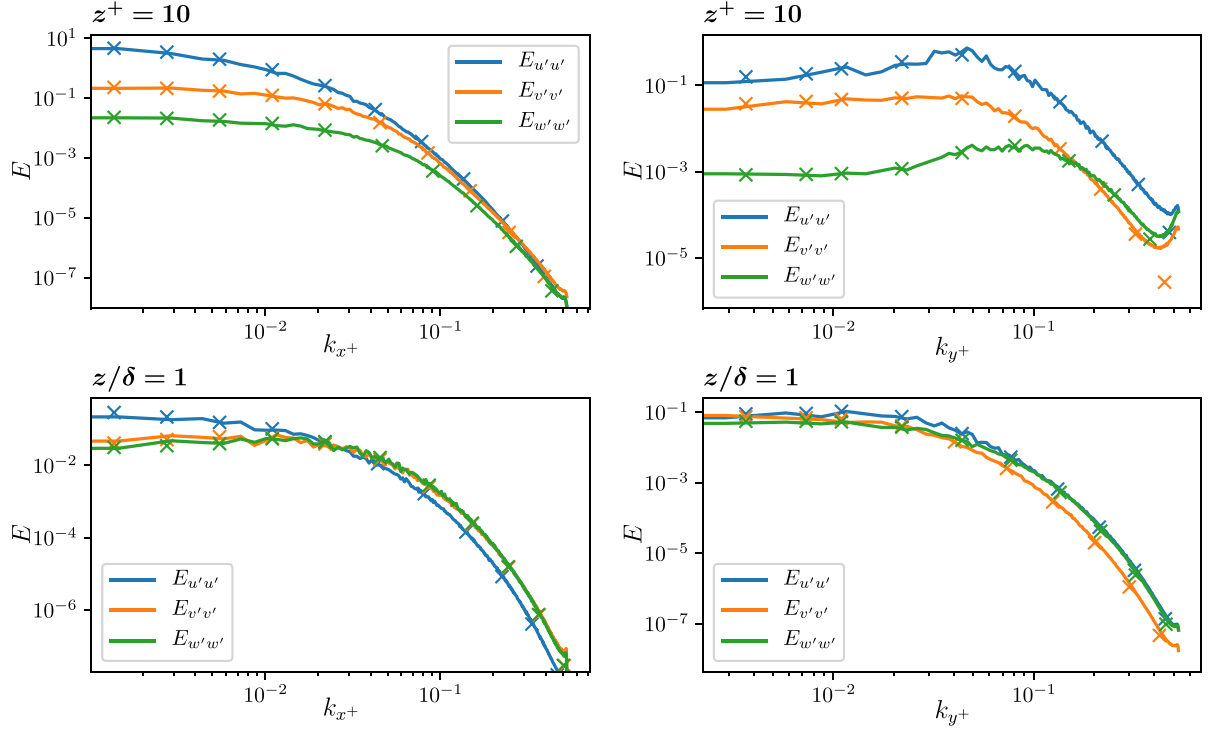 z⁺ = 10
10¹
10⁻¹
10⁻³
10⁻⁵
10⁻⁷
E
E_{u′u′}
E_{v′v′}
E_{w′w′}
10⁻² 10⁻¹
k_{x⁺}
z⁺ = 10
10⁻¹
10⁻³
10⁻⁵
E
E_{u′u′}
E_{v′v′}
E_{w′w′}
10⁻² 10⁻¹
k_{y⁺}
z/δ = 1
10⁻²
10⁻⁴
10⁻⁶
E
E_{u′u′}
E_{v′v′}
E_{w′w′}
10⁻² 10⁻¹
k_{x⁺}
z/δ = 1
10⁻¹
10⁻³
10⁻⁵
10⁻⁷
E
E_{u′u′}
E_{v′v′}
E_{w′w′}
10⁻² 10⁻¹
k_{y⁺}